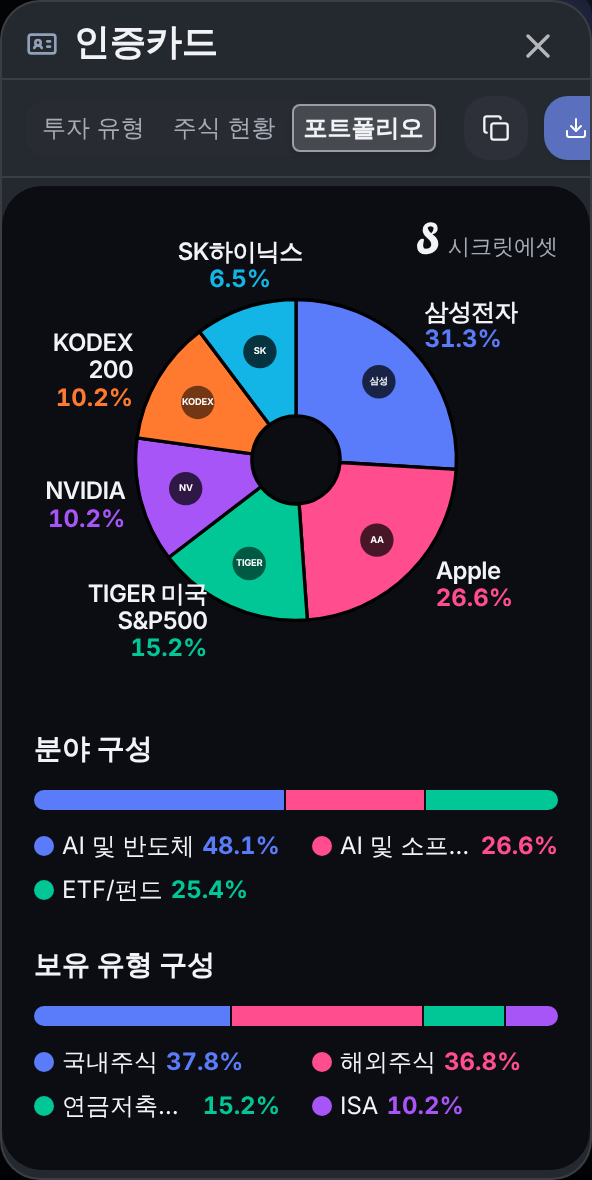 인증카드
투자 유형
주식 현황
포트폴리오
시크릿에셋
SK하이닉스
6.5%
삼성전자
31.3%
KODEX
200
10.2%
SK
삼성
KODEX
NVIDIA
10.2%
NV
AA
TIGER
Apple
26.6%
TIGER 미국
S&P500
15.2%
분야 구성
AI 및 반도체 48.1%
AI 및 소프... 26.6%
ETF/펀드 25.4%
보유 유형 구성
국내주식 37.8%
해외주식 36.8%
연금저축... 15.2%
ISA 10.2%